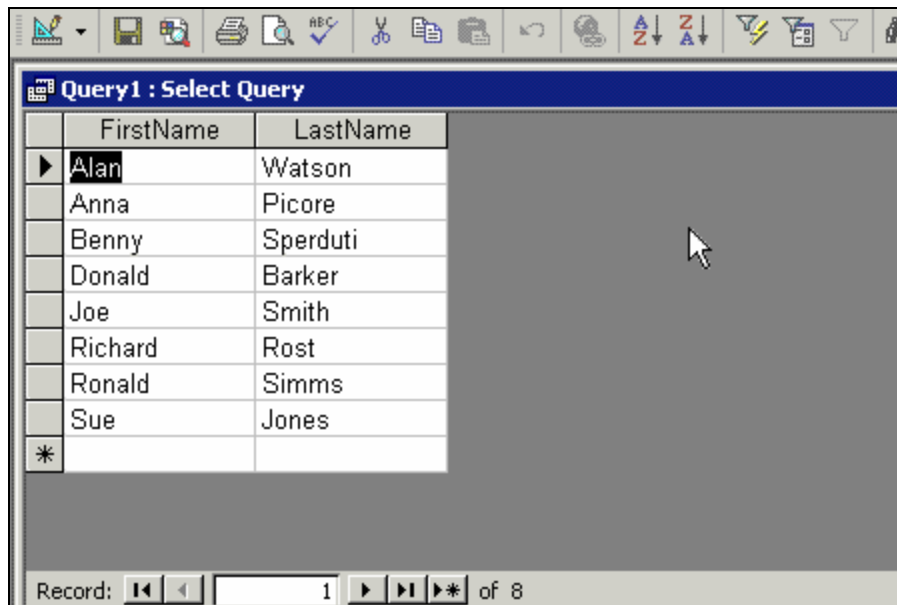 ABC
A Z Z A
Query1 : Select Query
FirstName LastName
Alan Watson
Anna Picore
Benny Sperduti
Donald Barker
Joe Smith
Richard Rost
Ronald Simms
Sue Jones
Record: 1 of 8